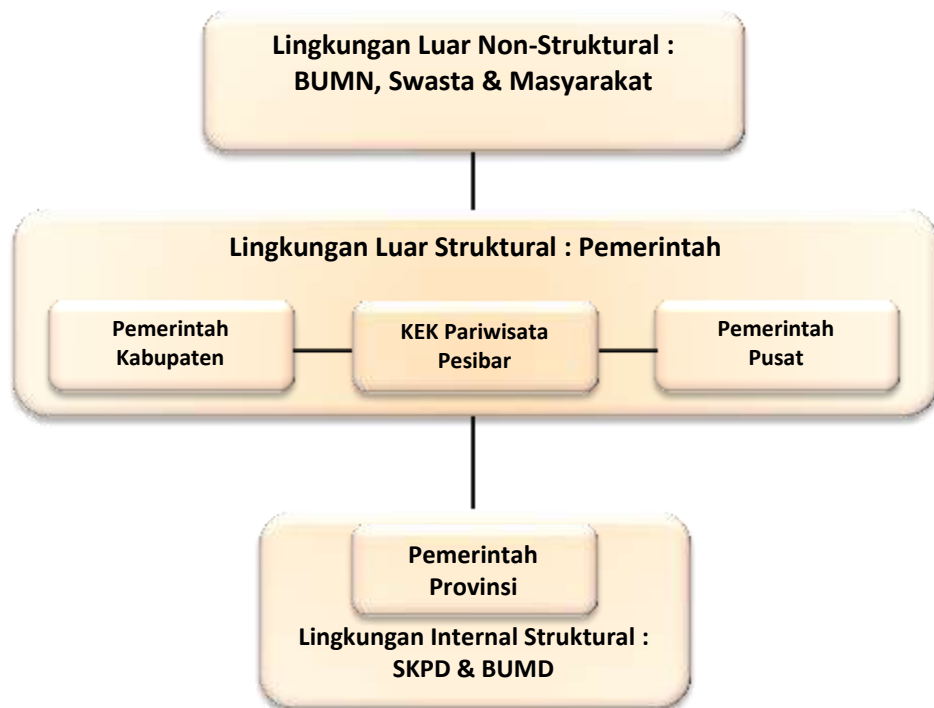 Lingkungan Luar Non-Struktural :
BUMN, Swasta & Masyarakat
Lingkungan Luar Struktural : Pemerintah
Pemerintah
Kabupaten
KEK Pariwisata
Pesibar
Pemerintah
Pusat
Pemerintah
Provinsi
Lingkungan Internal Struktural :
SKPD & BUMD